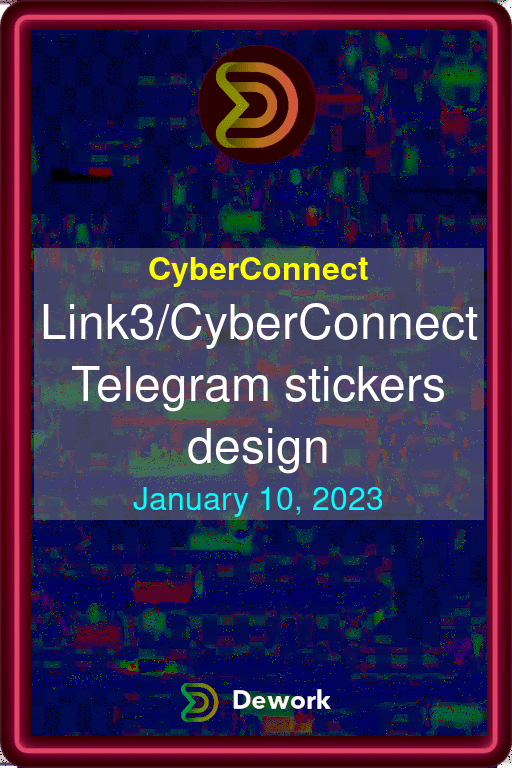 CyberConnect
Link3/CyberConnect
Telegram stickers
design
January 10, 2023
Dework